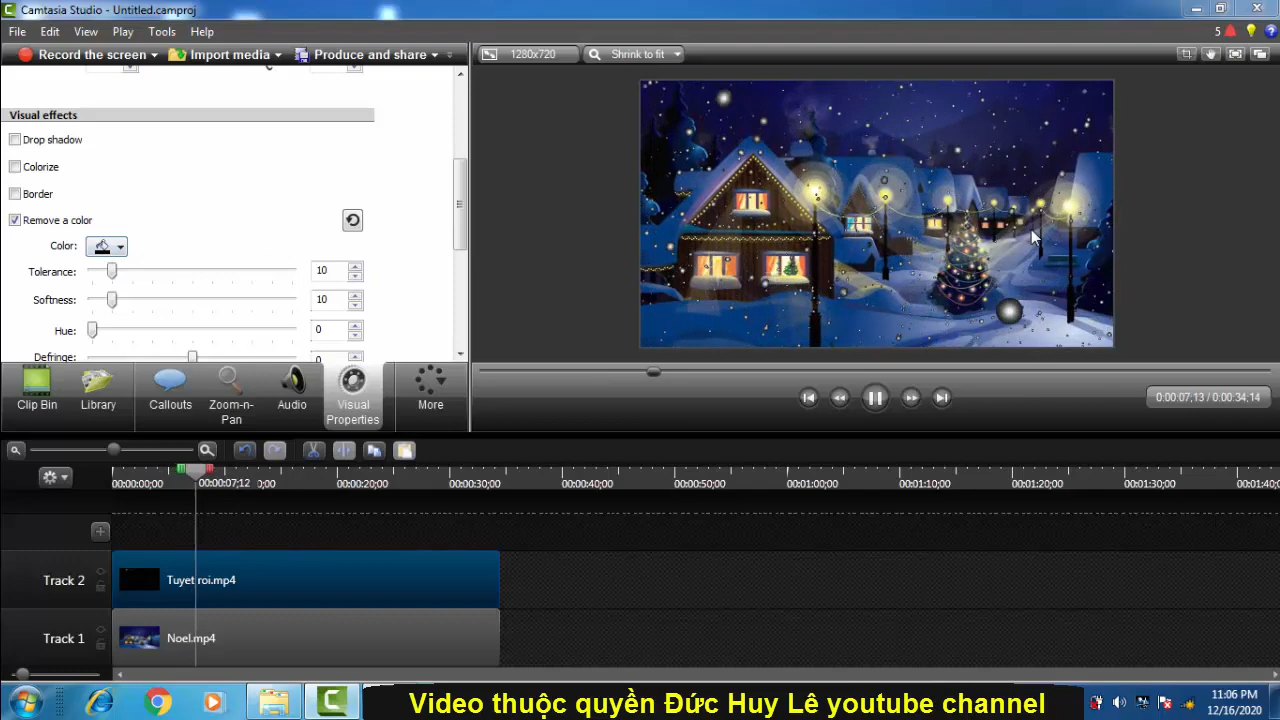 Camtasia Studio - Untitled.camproj
File Edit View Play Tools Help
5
Record the screen Import media Produce and share
1280x720 Shrink to fit
Visual effects
Drop shadow
Colorize
Border
Remove a color
Color:
Tolerance: 10
Softness: 10
Hue: 0
Defringe: 0
Clip Bin Library Callouts Zoom-n-Pan Audio Visual Properties More
0:00:07;13 / 0:00:34;14
00:00:00;00 00:00:07;12 ;00 00:00:20;00 00:00:30;00 00:00:40;00 00:00:50;00 00:01:00;00 00:01:10;00 00:01:20;00 00:01:30;00 00:01:40;
Track 2 Tuyet roi.mp4
Track 1 Noel.mp4
Video thuộc quyền Đức Huy Lê youtube channel
11:06 PM
12/16/2020